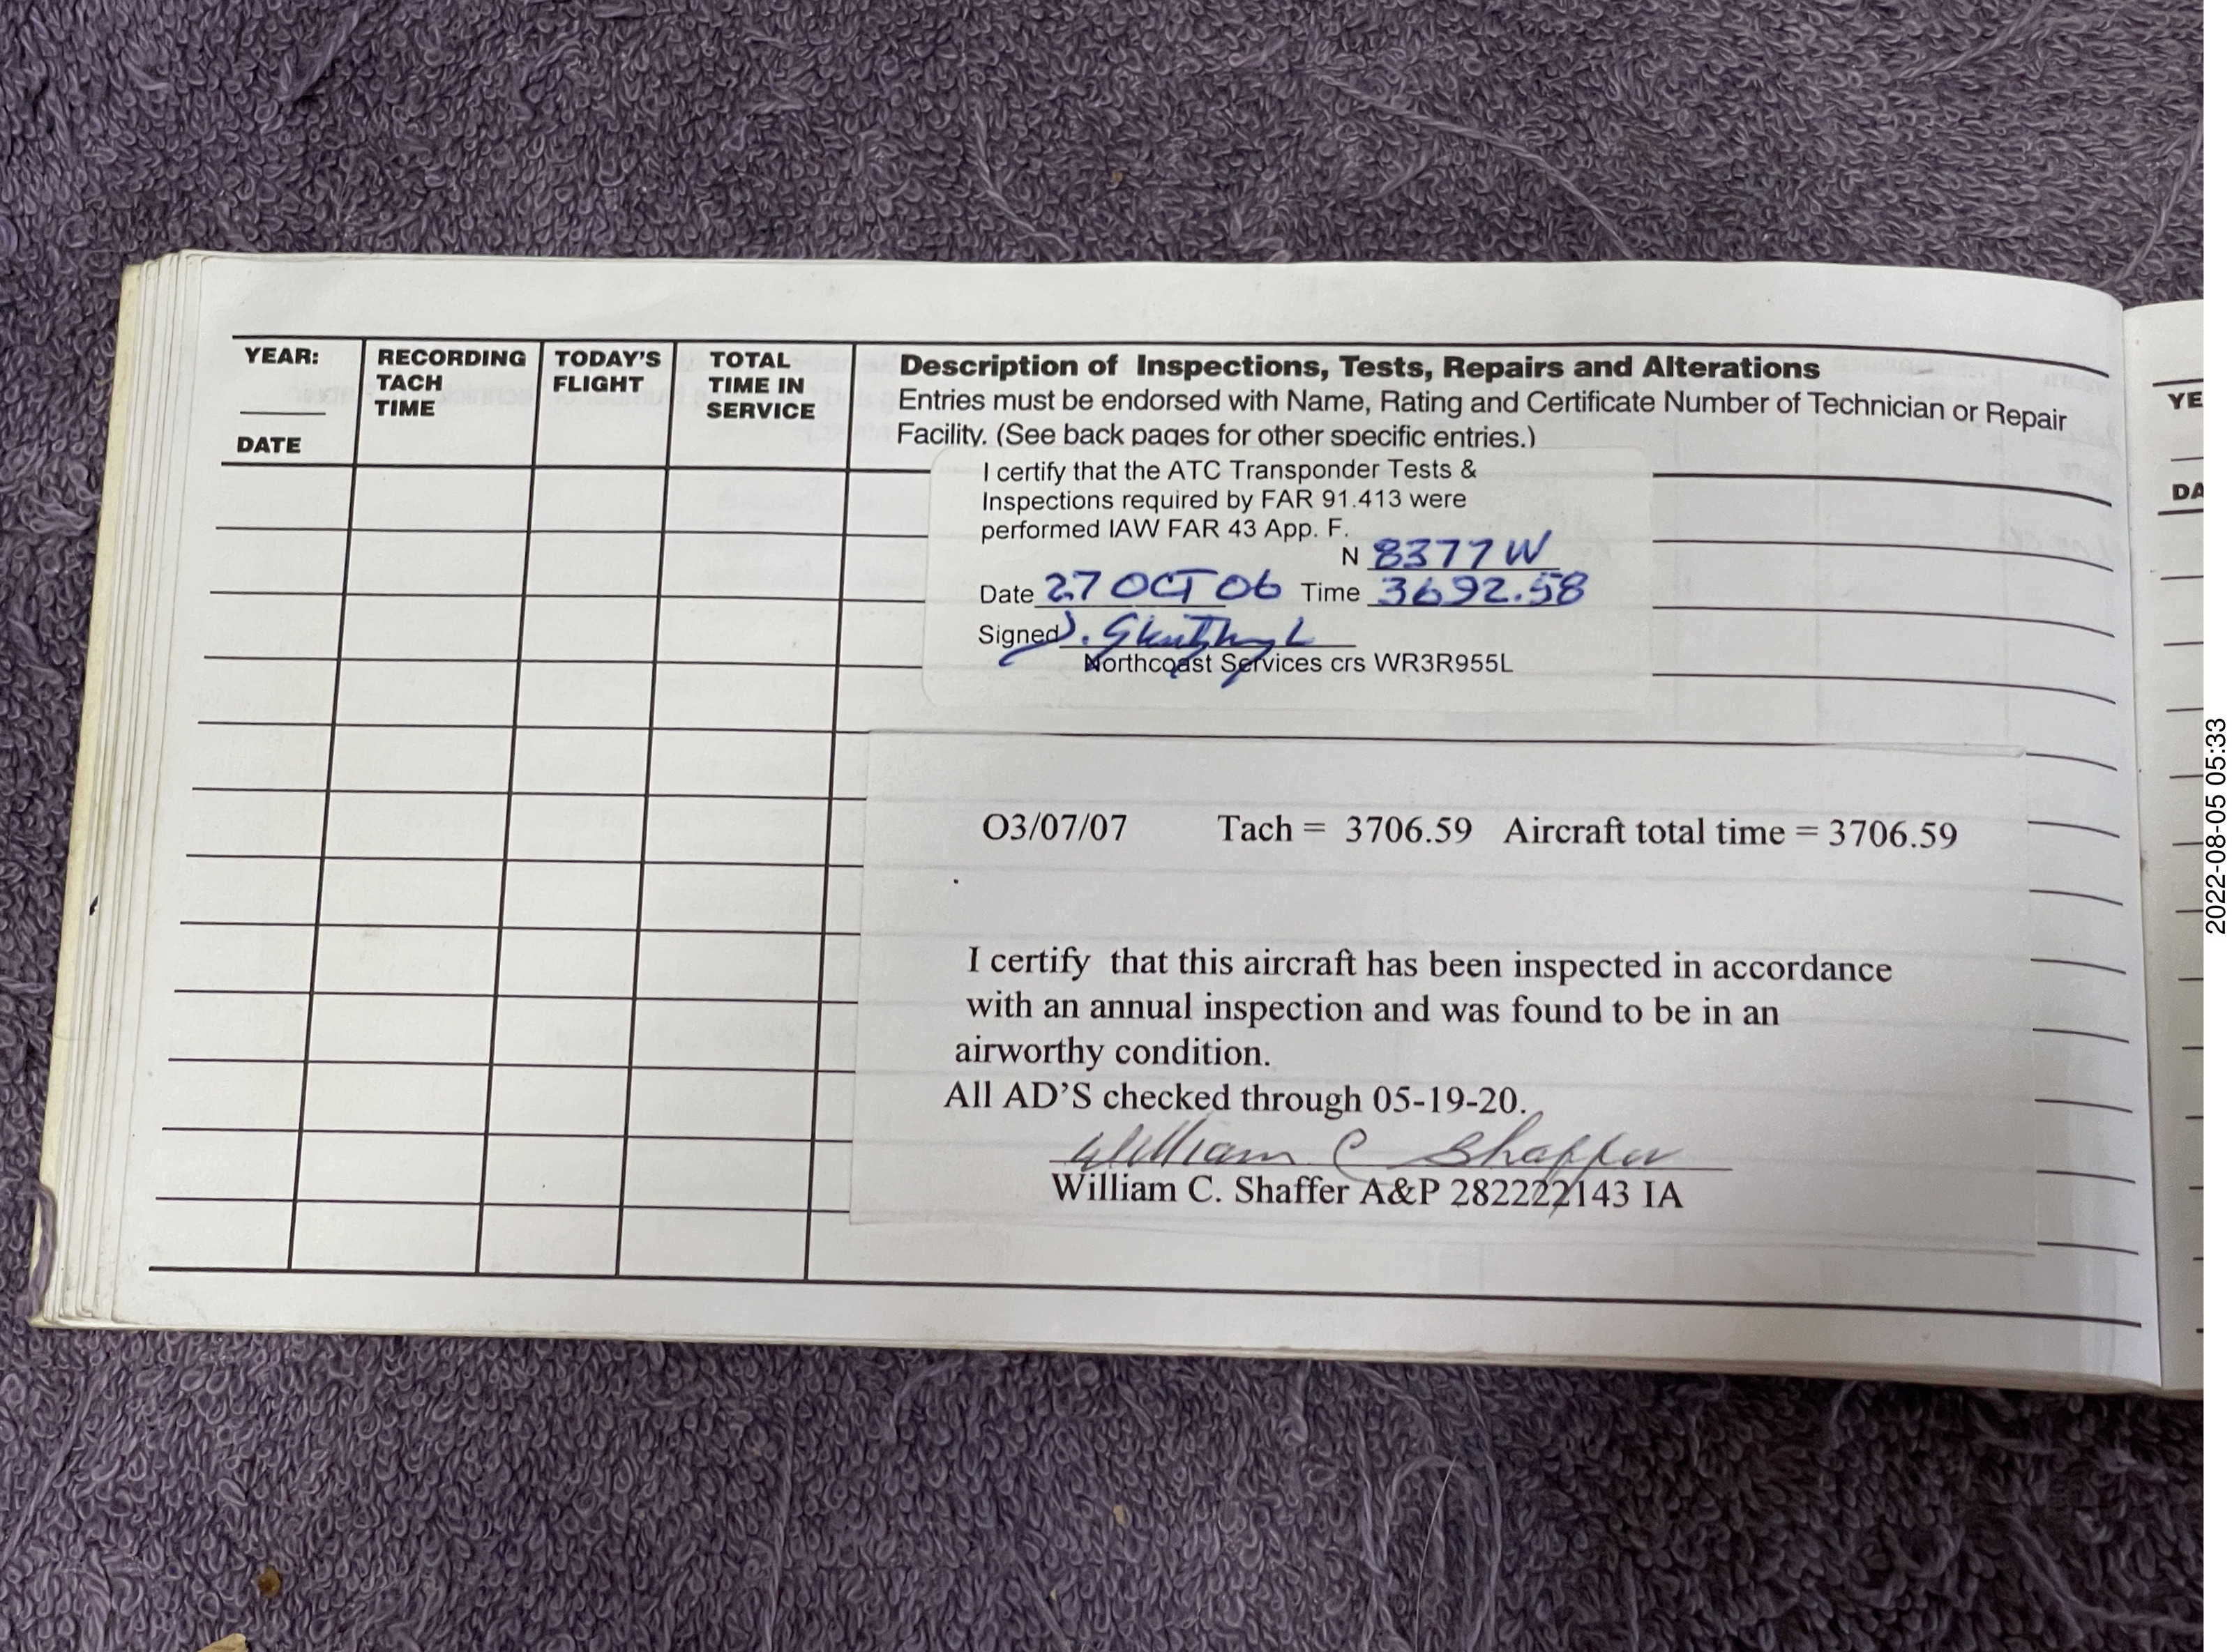 YEAR:
DATE
RECORDING
TACH
TIME
TODAY'S
FLIGHT
TOTAL
TIME IN
SERVICE
Description of Inspections, Tests, Repairs and Alterations
Entries must be endorsed with Name, Rating and Certificate Number of Technician or Repair
Facility. (See back pages for other specific entries.)
I certify that the ATC Transponder Tests &
Inspections required by FAR 91.413 were
performed IAW FAR 43 App. F.
N 8377W
Date 27 OCT 06 Time 3692.58
Signed
Northcoast Services crs WR3R955L
O3/07/07 Tach = 3706.59 Aircraft total time = 3706.59
I certify that this aircraft has been inspected in accordance
with an annual inspection and was found to be in an
airworthy condition.
All AD'S checked through 05-19-20.
William C Shaffer
William C. Shaffer A&P 282222143 IA
YE
DA
2022-08-05 05:33